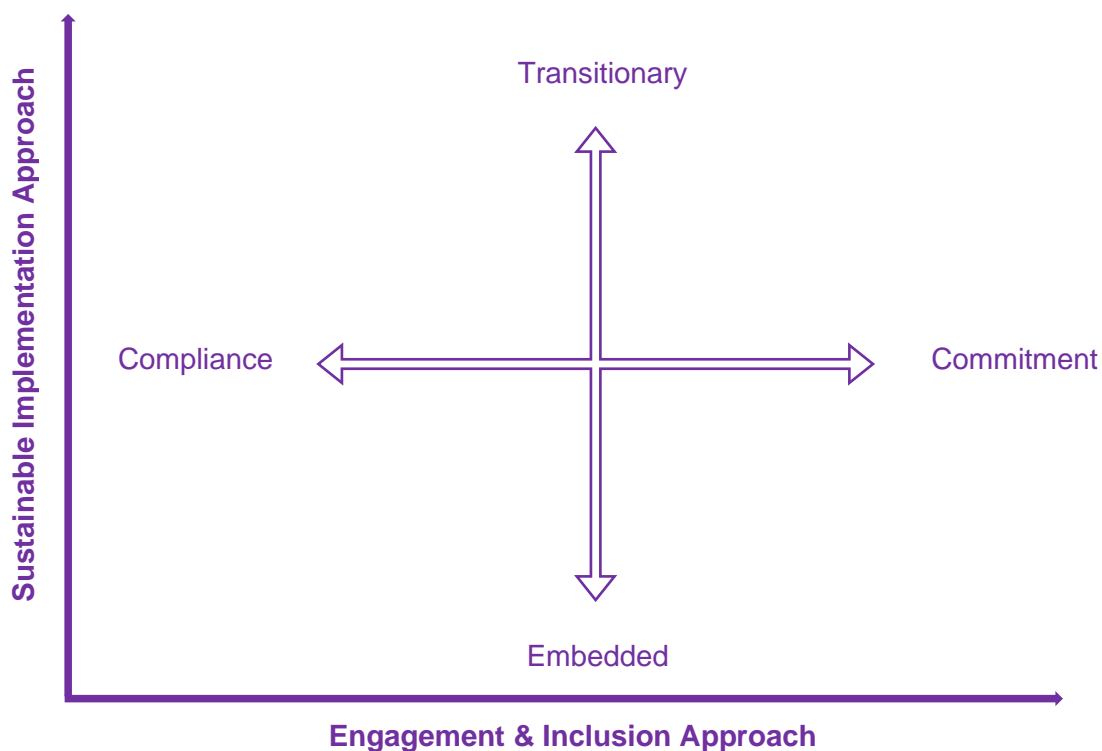 Transitionary
Sustainable Implementation Approach
Compliance
Commitment
Embedded
Engagement & Inclusion Approach